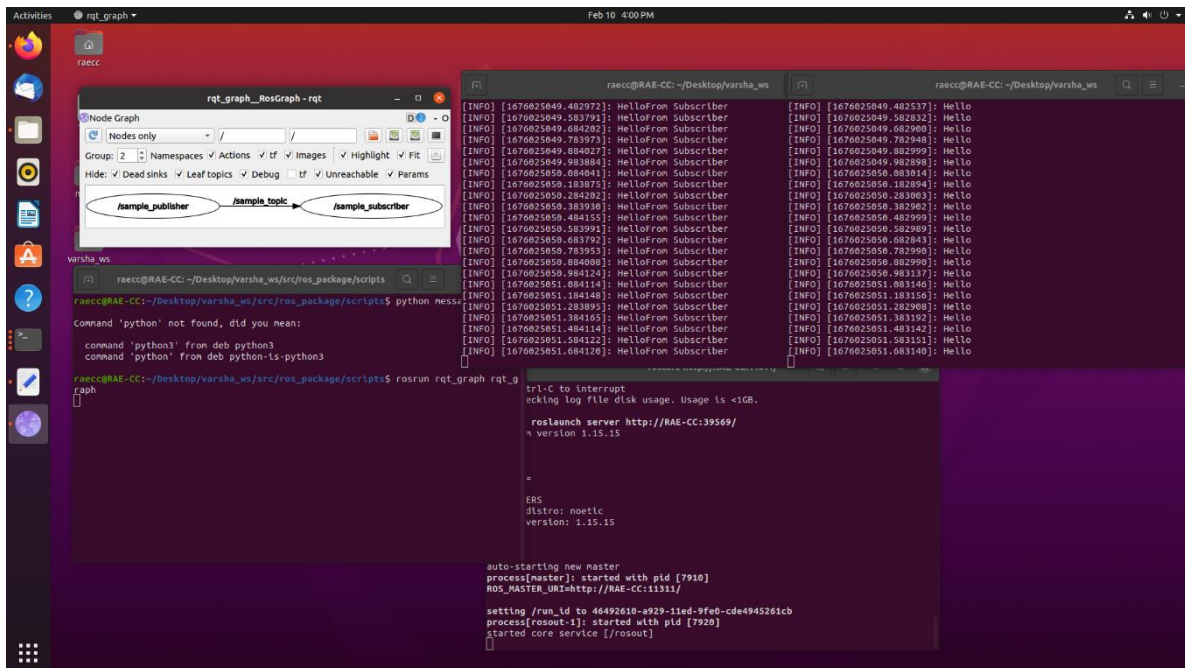 Activities
rqt_graph
Feb 10 4:00 PM
raecc
rqt_graph__RosGraph - rqt
Node Graph
D
- O
Nodes only
/
/
Group: 2 Namespaces Actions tf Images Highlight Fit
Hide: Dead sinks Leaf topics Debug tf Unreachable Params
/sample_publisher
/sample_topic
/sample_subscriber
varsha_ws
raecc@RAE-CC: ~/Desktop/varsha_ws/src/ros_package/scripts
raecc@RAE-CC:~/Desktop/varsha_ws/src/ros_package/scripts$ python messa
Command 'python' not found, did you mean:
command 'python3' from deb python3
command 'python' from deb python-is-python3
raecc@RAE-CC:~/Desktop/varsha_ws/src/ros_package/scripts$ rosrun rqt_graph rqt_g
raph
raecc@RAE-CC: ~/Desktop/varsha_ws
[INFO] [1676025049.482972]: HelloFrom Subscriber
[INFO] [1676025049.583791]: HelloFrom Subscriber
[INFO] [1676025049.684202]: HelloFrom Subscriber
[INFO] [1676025049.783973]: HelloFrom Subscriber
[INFO] [1676025049.884027]: HelloFrom Subscriber
[INFO] [1676025049.983884]: HelloFrom Subscriber
[INFO] [1676025050.084041]: HelloFrom Subscriber
[INFO] [1676025050.183875]: HelloFrom Subscriber
[INFO] [1676025050.284202]: HelloFrom Subscriber
[INFO] [1676025050.383930]: HelloFrom Subscriber
[INFO] [1676025050.484155]: HelloFrom Subscriber
[INFO] [1676025050.583991]: HelloFrom Subscriber
[INFO] [1676025050.683792]: HelloFrom Subscriber
[INFO] [1676025050.783953]: HelloFrom Subscriber
[INFO] [1676025050.884008]: HelloFrom Subscriber
[INFO] [1676025050.984124]: HelloFrom Subscriber
[INFO] [1676025051.084114]: HelloFrom Subscriber
[INFO] [1676025051.184148]: HelloFrom Subscriber
[INFO] [1676025051.283895]: HelloFrom Subscriber
[INFO] [1676025051.384165]: HelloFrom Subscriber
[INFO] [1676025051.484114]: HelloFrom Subscriber
[INFO] [1676025051.584122]: HelloFrom Subscriber
[INFO] [1676025051.684120]: HelloFrom Subscriber
raecc@RAE-CC: ~/Desktop/varsha_ws
[INFO] [1676025049.482537]: Hello
[INFO] [1676025049.582832]: Hello
[INFO] [1676025049.682900]: Hello
[INFO] [1676025049.782948]: Hello
[INFO] [1676025049.882999]: Hello
[INFO] [1676025049.982898]: Hello
[INFO] [1676025050.083014]: Hello
[INFO] [1676025050.182894]: Hello
[INFO] [1676025050.283003]: Hello
[INFO] [1676025050.382902]: Hello
[INFO] [1676025050.482999]: Hello
[INFO] [1676025050.582989]: Hello
[INFO] [1676025050.682843]: Hello
[INFO] [1676025050.782990]: Hello
[INFO] [1676025050.882990]: Hello
[INFO] [1676025050.983137]: Hello
[INFO] [1676025051.083146]: Hello
[INFO] [1676025051.183156]: Hello
[INFO] [1676025051.282908]: Hello
[INFO] [1676025051.383192]: Hello
[INFO] [1676025051.483142]: Hello
[INFO] [1676025051.583151]: Hello
[INFO] [1676025051.683140]: Hello
trl-C to interrupt
ecking log file disk usage. Usage is <1GB.
roslaunch server http://RAE-CC:39569/
version 1.15.15
=
ERS
distro: noetic
version: 1.15.15
auto-starting new master
process[master]: started with pid [7910]
ROS_MASTER_URI=http://RAE-CC:11311/
setting /run_id to 46492610-a929-11ed-9fe0-cde4945261cb
process[rosout-1]: started with pid [7920]
started core service [/rosout]